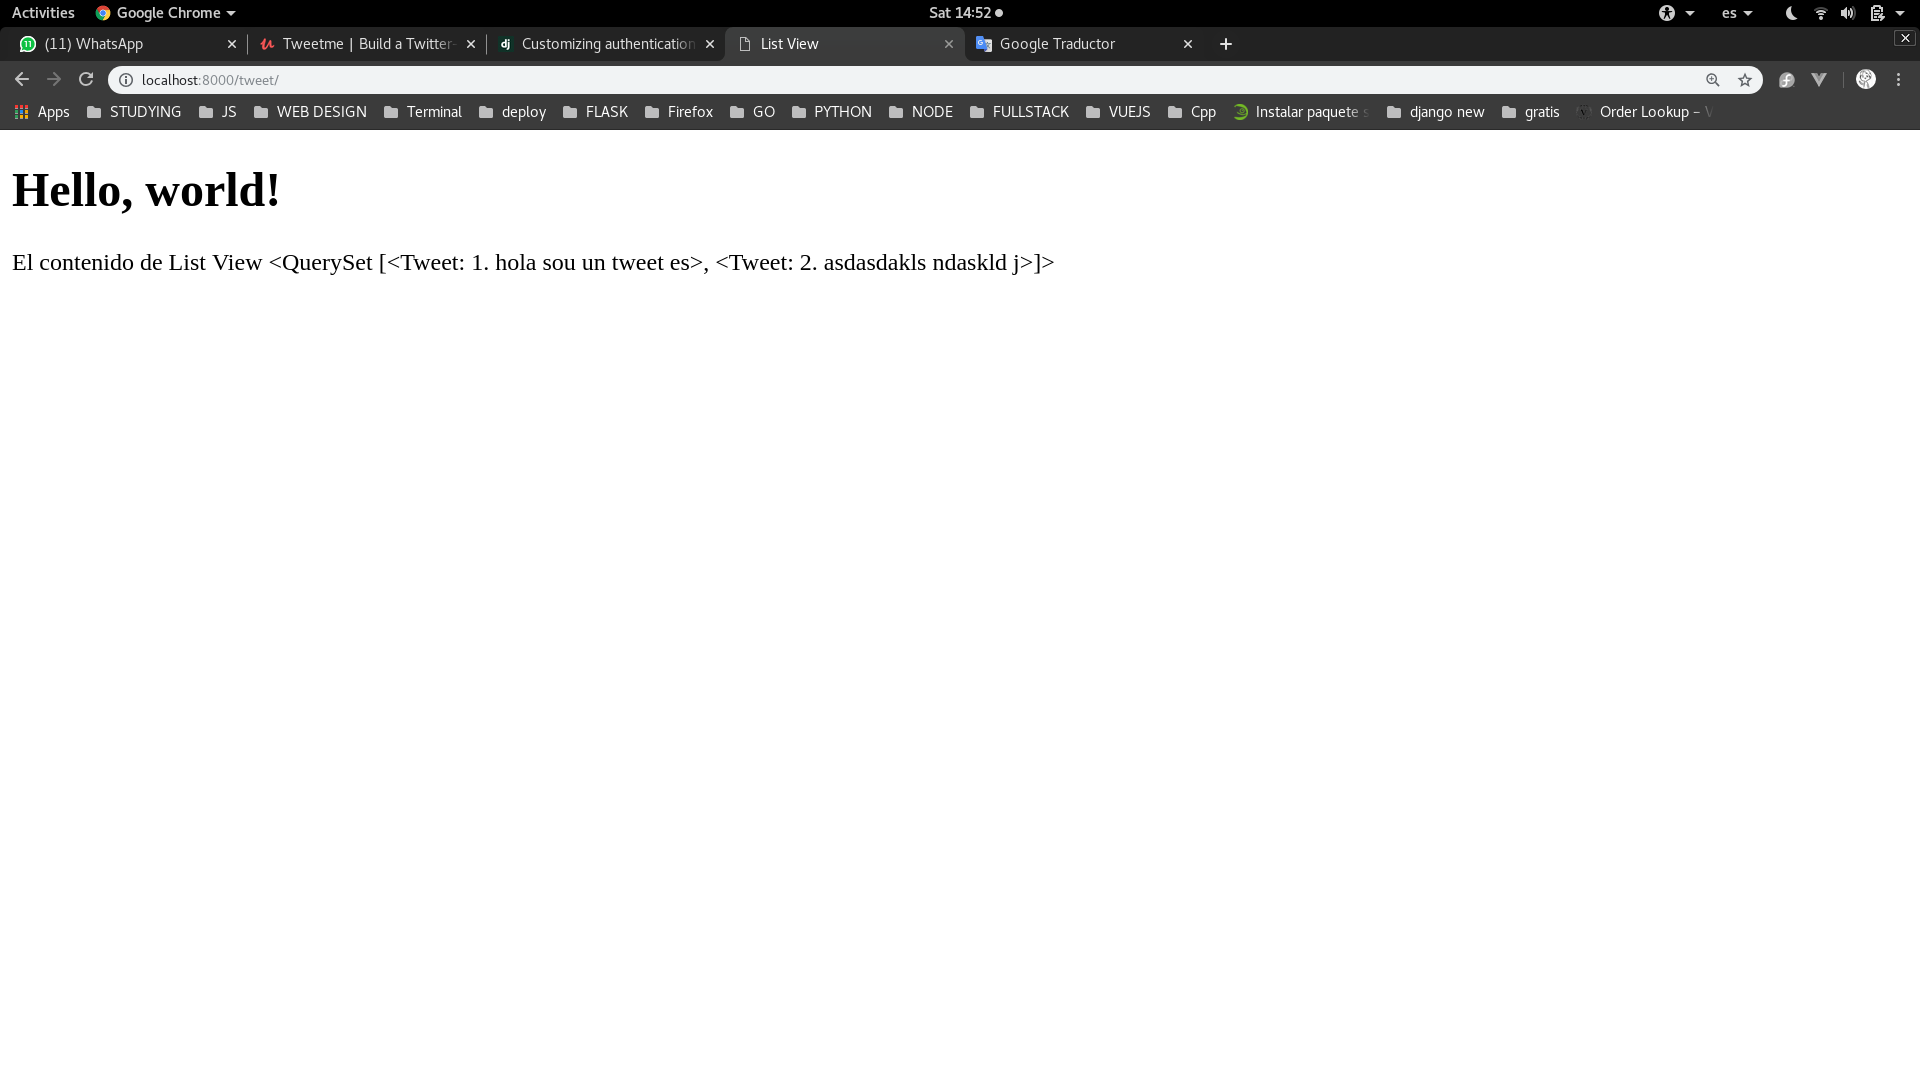 Activities Google Chrome Sat 14:52 es
(11) WhatsApp Tweetme | Build a Twitter- Customizing authentication List View Google Traductor
localhost:8000/tweet/
Apps STUDYING JS WEB DESIGN Terminal deploy FLASK Firefox GO PYTHON NODE FULLSTACK VUEJS Cpp Instalar paquete s django new gratis Order Lookup – V
Hello, world!
El contenido de List View <QuerySet [<Tweet: 1. hola sou un tweet es>, <Tweet: 2. asdasdakls ndaskld j>]>